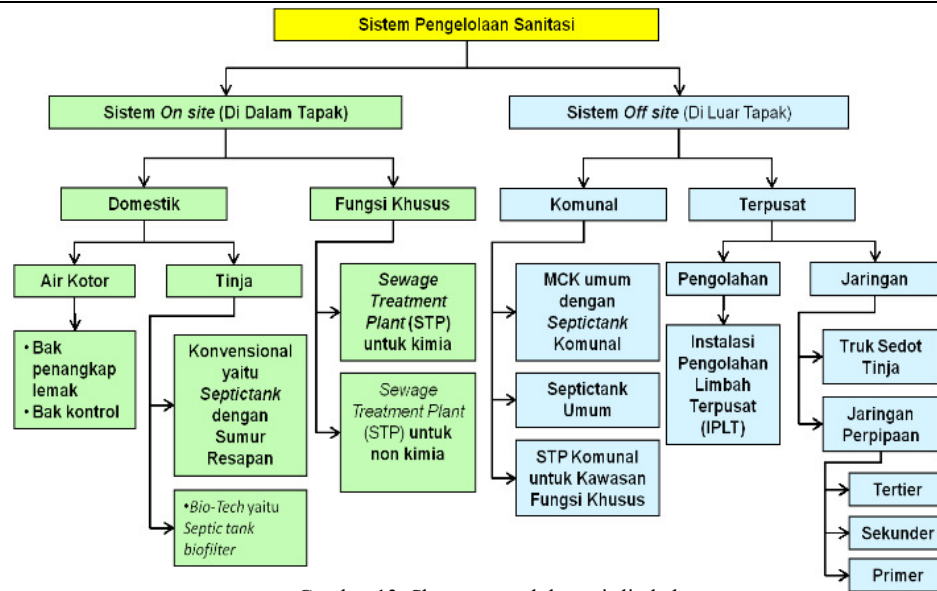 Sistem Pengelolaan Sanitasi
Sistem On site (Di Dalam Tapak)
Sistem Off site (Di Luar Tapak)
Domestik
Fungsi Khusus
Komunal
Terpusat
Air Kotor
Tinja
Pengolahan
Jaringan
• Bak
penangkap
lemak
• Bak kontrol
Konvensional
yaitu
Septictank
dengan
Sumur
Resapan
•Bio-Tech yaitu
Septic tank
biofilter
Sewage
Treatment
Plant (STP)
untuk kimia
Sewage
Treatment Plant
(STP) untuk
non kimia
MCK umum
dengan
Septictank
Komunal
Septictank
Umum
STP Komunal
untuk Kawasan
Fungsi Khusus
Instalasi
Pengolahan
Limbah
Terpusat
(IPLT)
Truk Sedot
Tinja
Jaringan
Perpipaan
Tertier
Sekunder
Primer